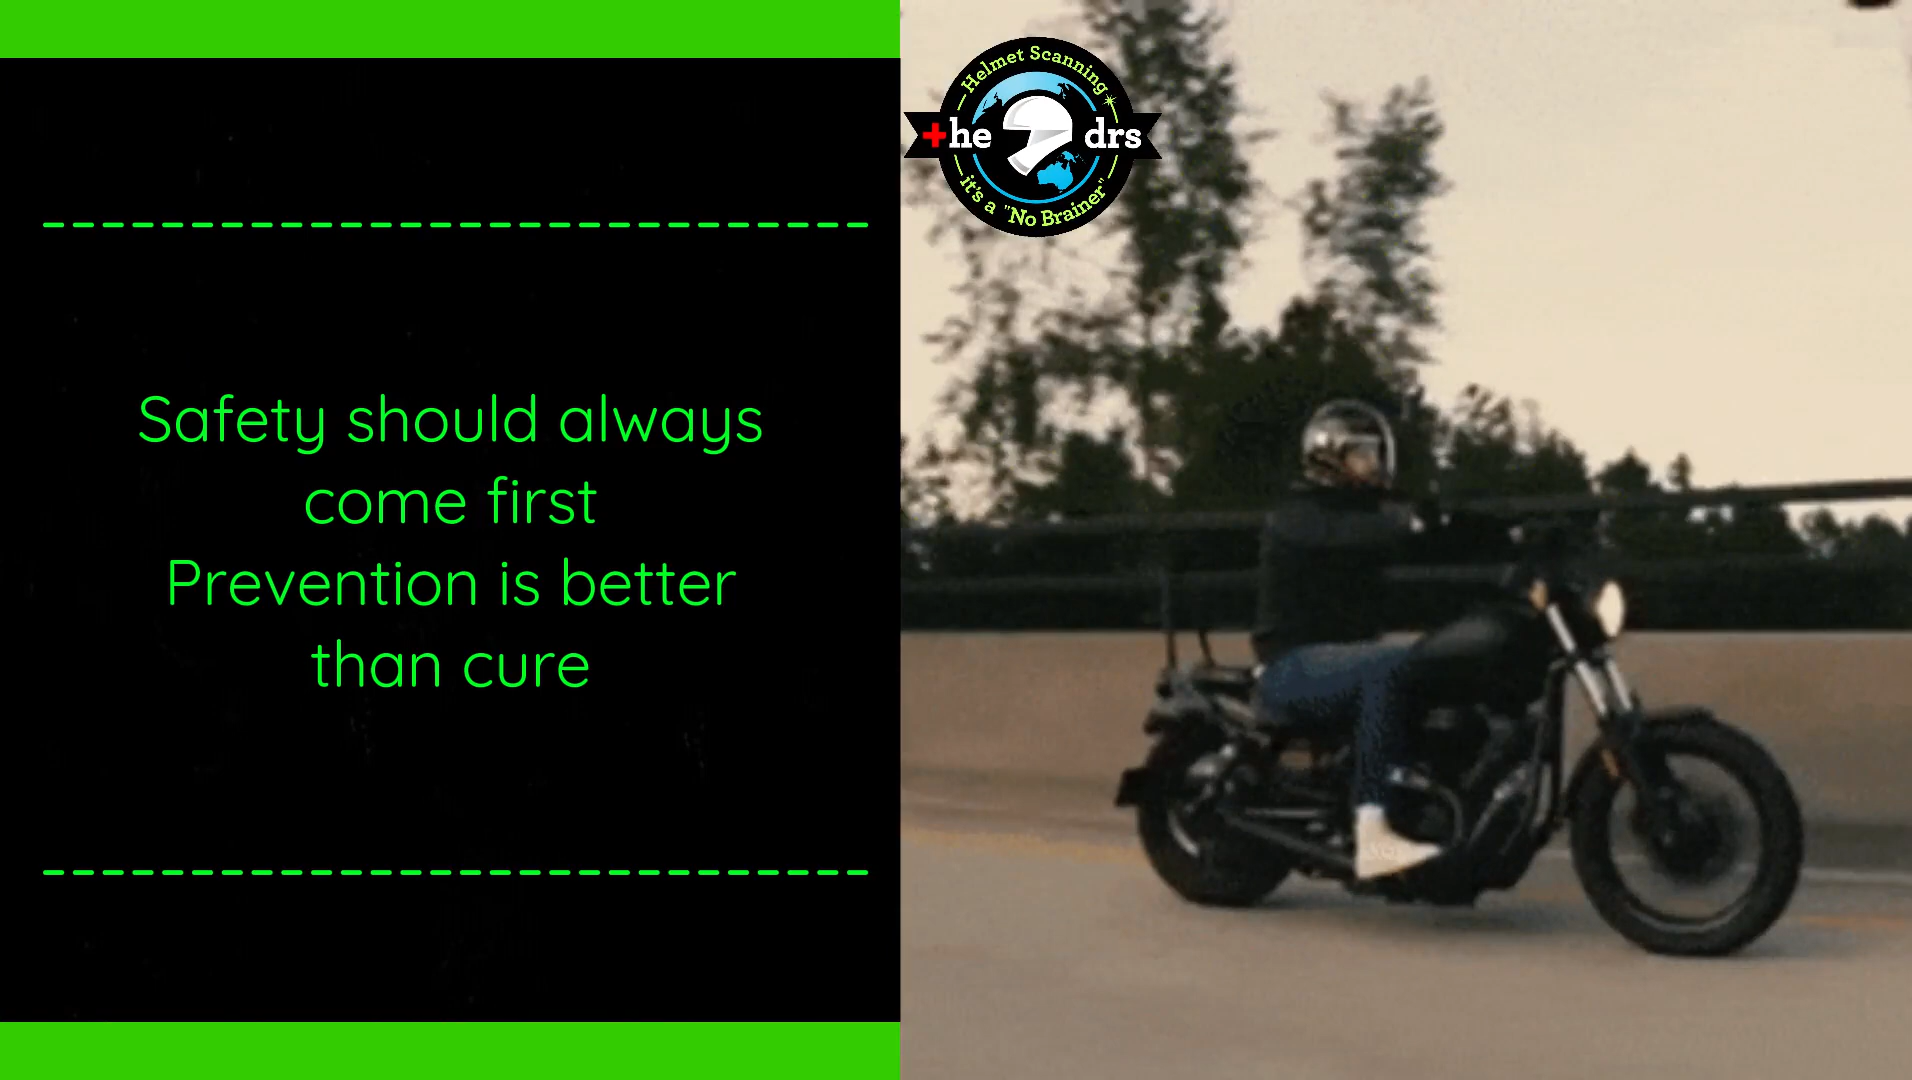 Safety should always
come first
Prevention is better
than cure
Helmet Scanning
+he drs
it's a "No Brainer"